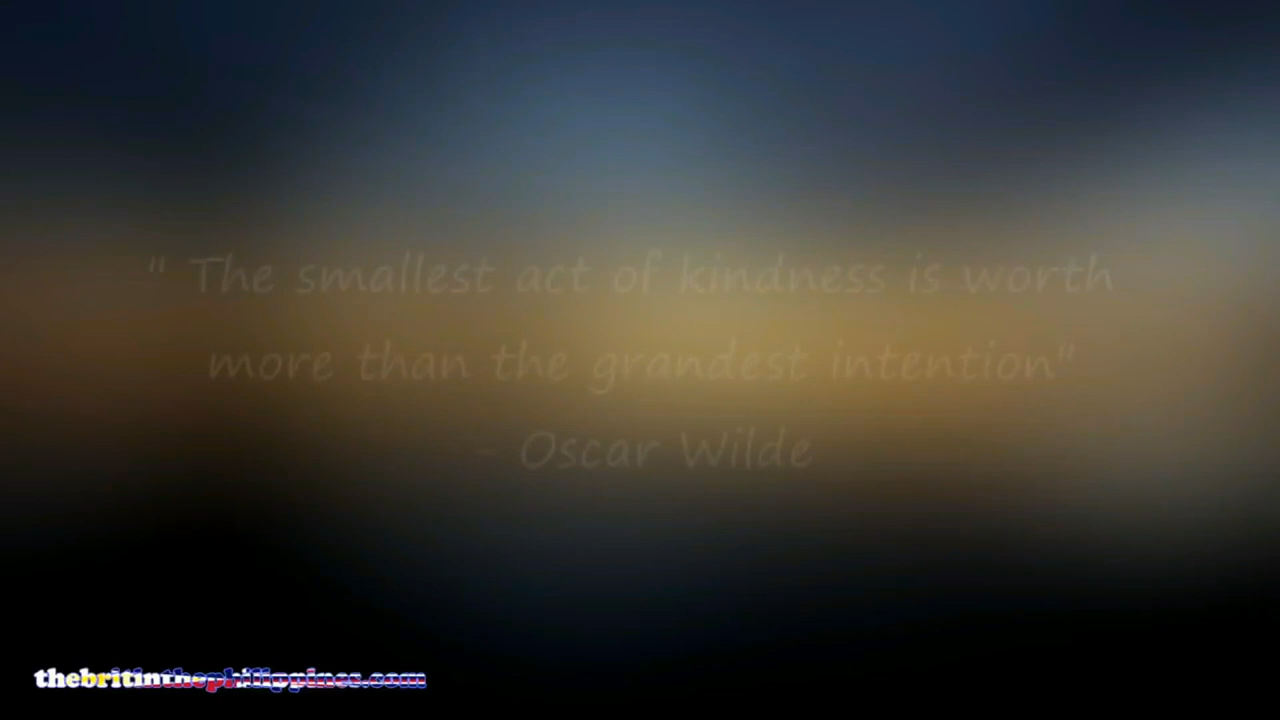 " The smallest act of kindness is worth
more than the grandest intention"
- Oscar Wilde
thebritinthephilippines.com